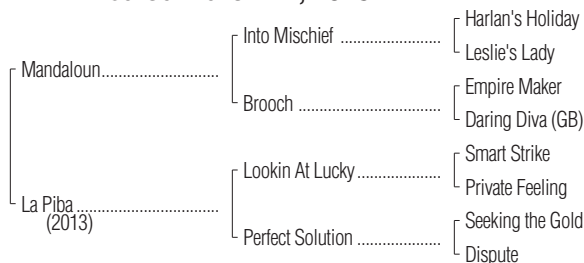 Harlan's Holiday
Into Mischief
Leslie's Lady
Mandaloun
Empire Maker
Brooch
Daring Diva (GB)
Smart Strike
Lookin At Lucky
Private Feeling
La Piba
(2013)
Seeking the Gold
Perfect Solution
Dispute